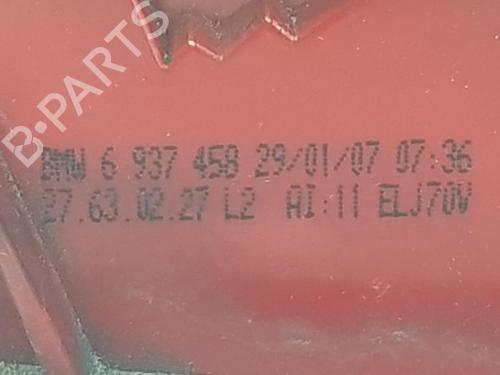 B-PARTS
BMW 6 937 458 29/01/07 07:36
27.63.02.27 L2 AI:11 ELJ70V